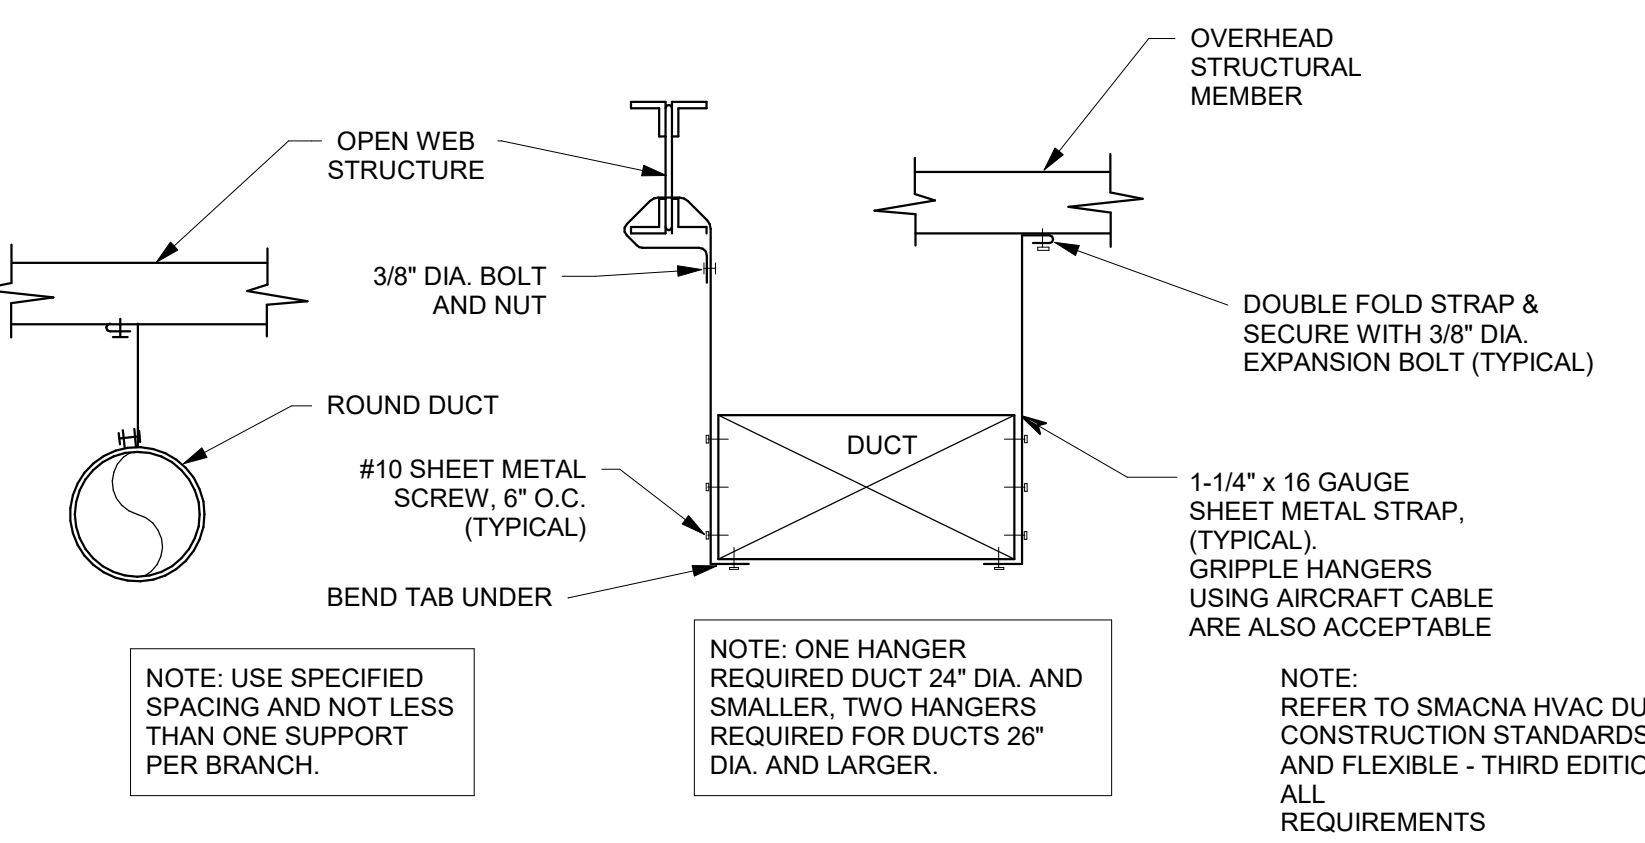 OVERHEAD
STRUCTURAL
MEMBER
OPEN WEB
STRUCTURE
3/8" DIA. BOLT
AND NUT
DOUBLE FOLD STRAP &
SECURE WITH 3/8" DIA.
EXPANSION BOLT (TYPICAL)
ROUND DUCT
DUCT
#10 SHEET METAL
SCREW, 6" O.C.
(TYPICAL)
1-1/4" x 16 GAUGE
SHEET METAL STRAP,
(TYPICAL).
GRIPPLE HANGERS
USING AIRCRAFT CABLE
ARE ALSO ACCEPTABLE
BEND TAB UNDER
NOTE: USE SPECIFIED
SPACING AND NOT LESS
THAN ONE SUPPORT
PER BRANCH.
NOTE: ONE HANGER
REQUIRED DUCT 24" DIA. AND
SMALLER, TWO HANGERS
REQUIRED FOR DUCTS 26"
DIA. AND LARGER.
NOTE:
REFER TO SMACNA HVAC DU
CONSTRUCTION STANDARDS
AND FLEXIBLE - THIRD EDITIO
ALL
REQUIREMENTS